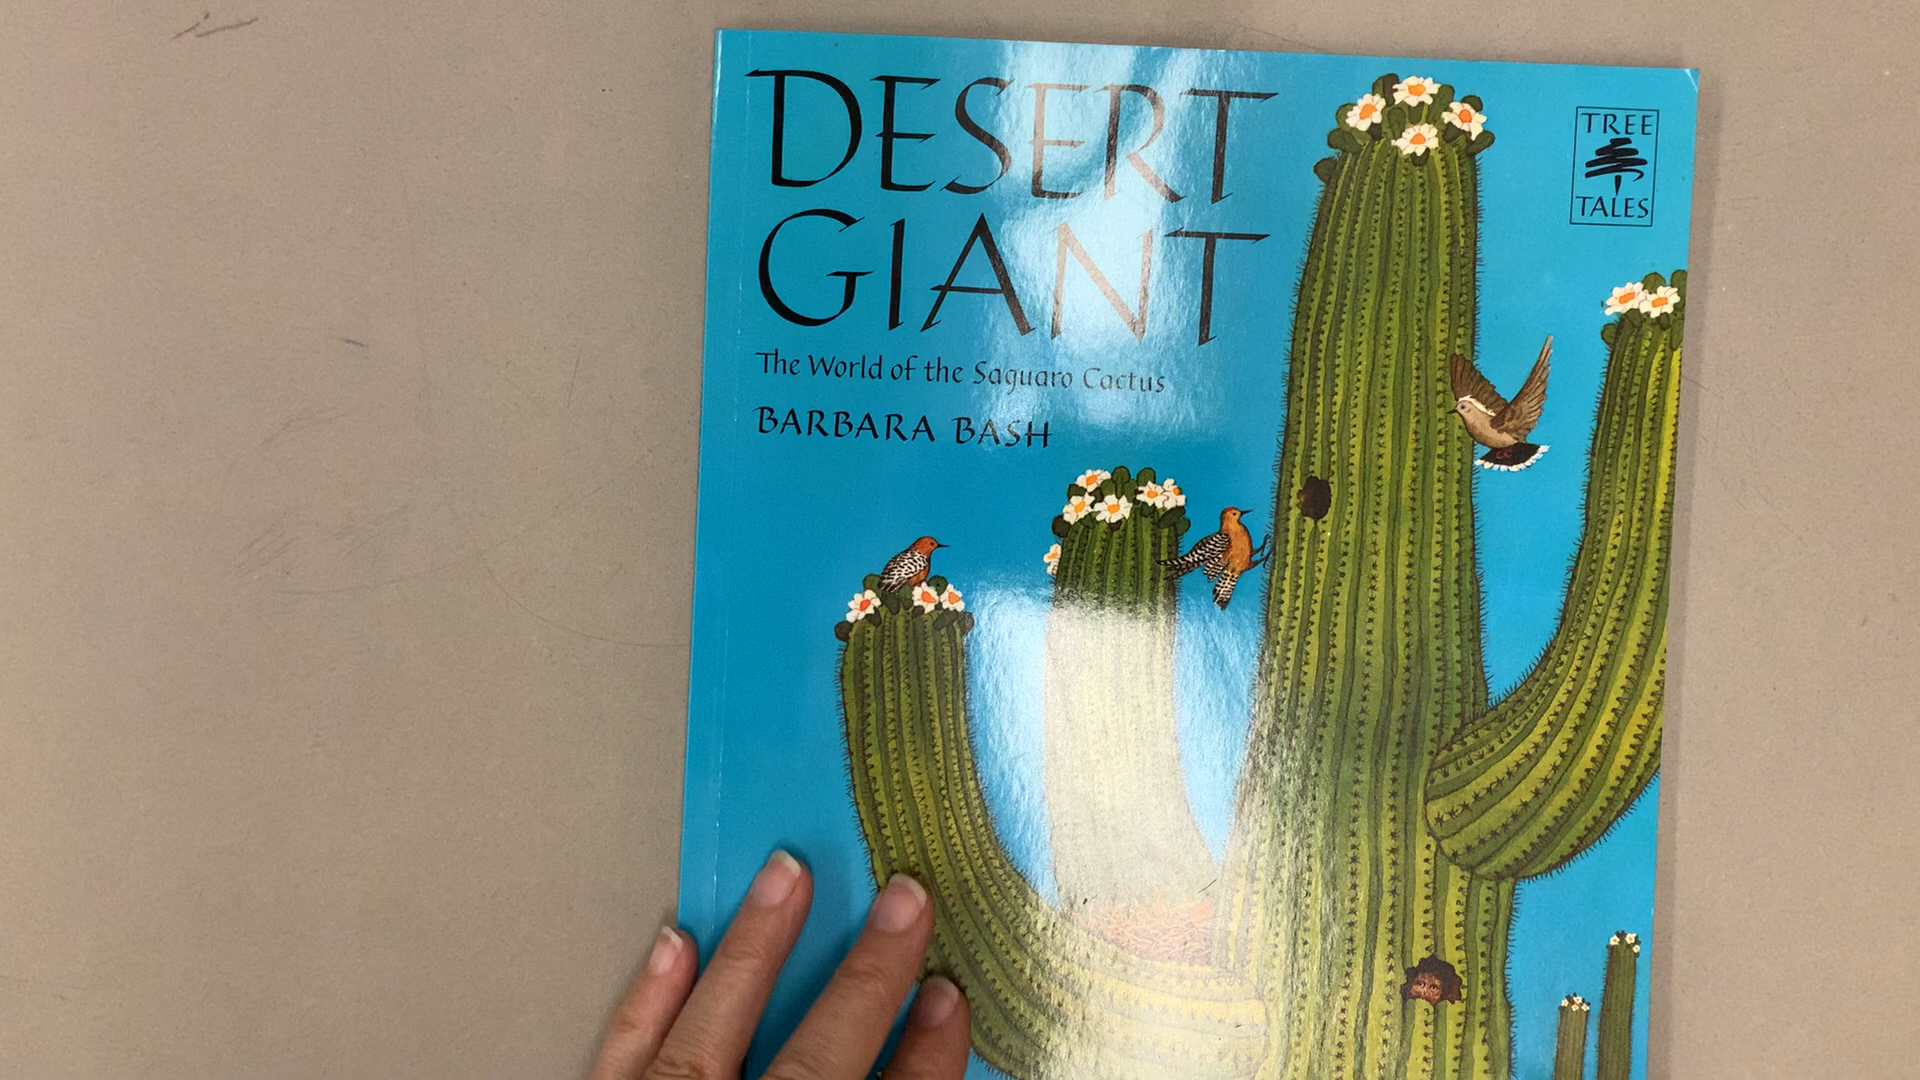 DESERT
GIANT
The World of the Saguaro Cactus
BARBARA BASH
TREE
TALES